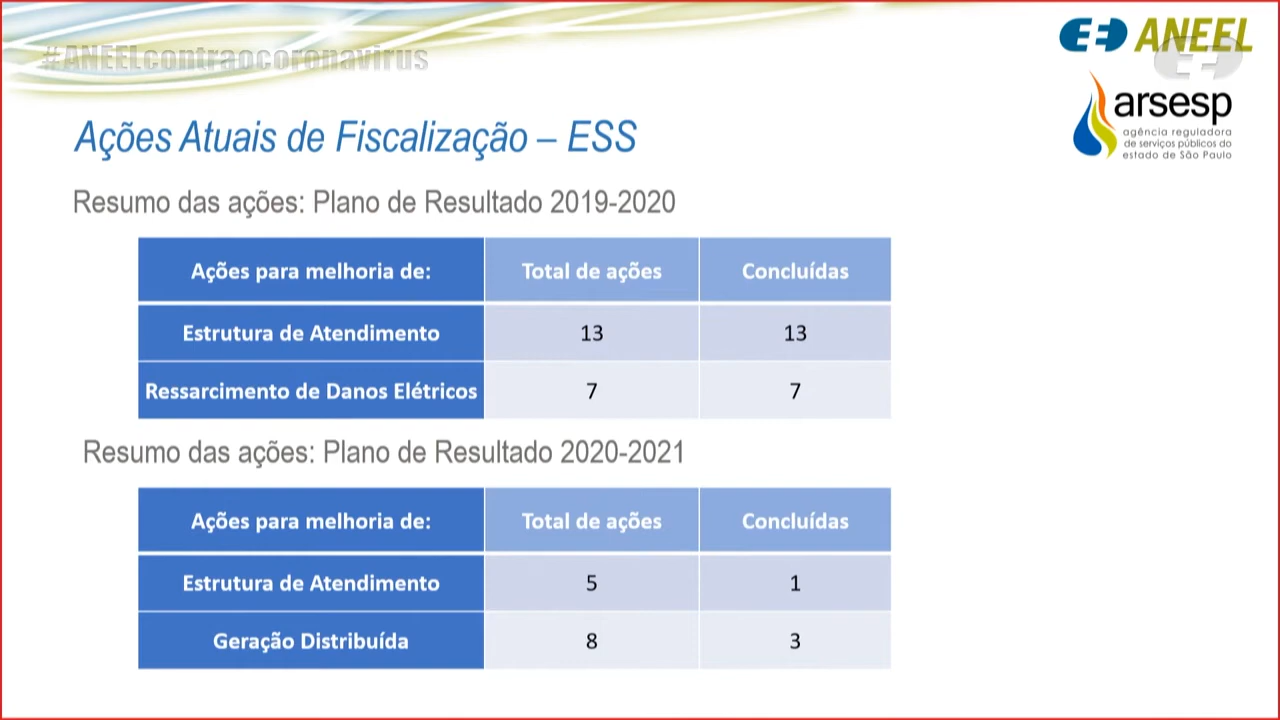 #ANEELcontraocoronavirus
ANEEL
arsesp
agência reguladora
de serviços públicos do
estado de São Paulo
Ações Atuais de Fiscalização – ESS
Resumo das ações: Plano de Resultado 2019-2020
Ações para melhoria de: Total de ações Concluídas
Estrutura de Atendimento 13 13
Ressarcimento de Danos Elétricos 7 7
Resumo das ações: Plano de Resultado 2020-2021
Ações para melhoria de: Total de ações Concluídas
Estrutura de Atendimento 5 1
Geração Distribuída 8 3